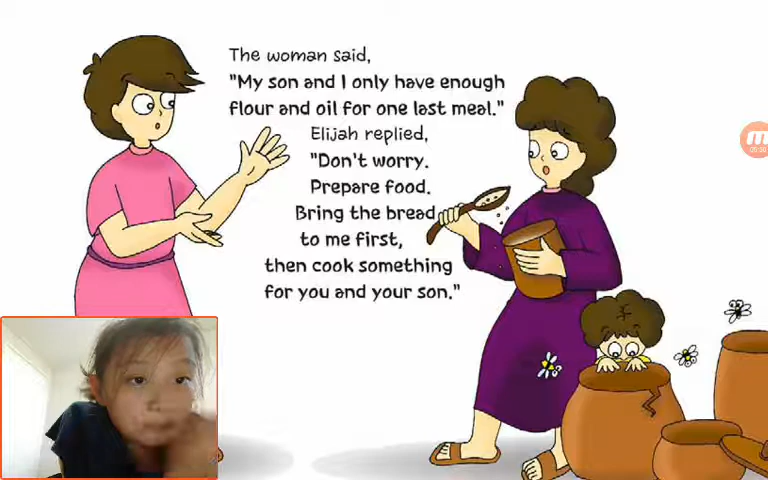 The woman said,
"My son and I only have enough
flour and oil for one last meal."
Elijah replied,
"Don't worry.
Prepare food.
Bring the bread
to me first,
then cook something
for you and your son."